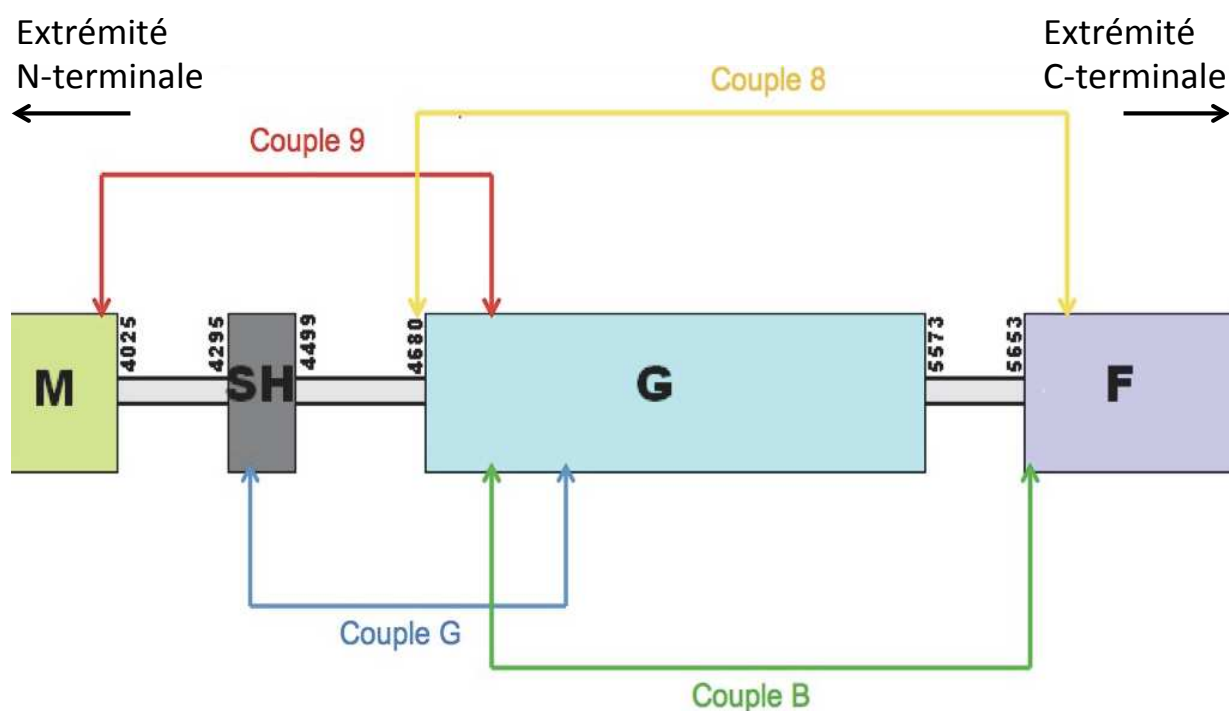 Extrémité
N-terminale
Extrémité
C-terminale
Couple 8
Couple 9
4025
4295
4499
4680
5573
5653
M
SH
G
F
Couple G
Couple B